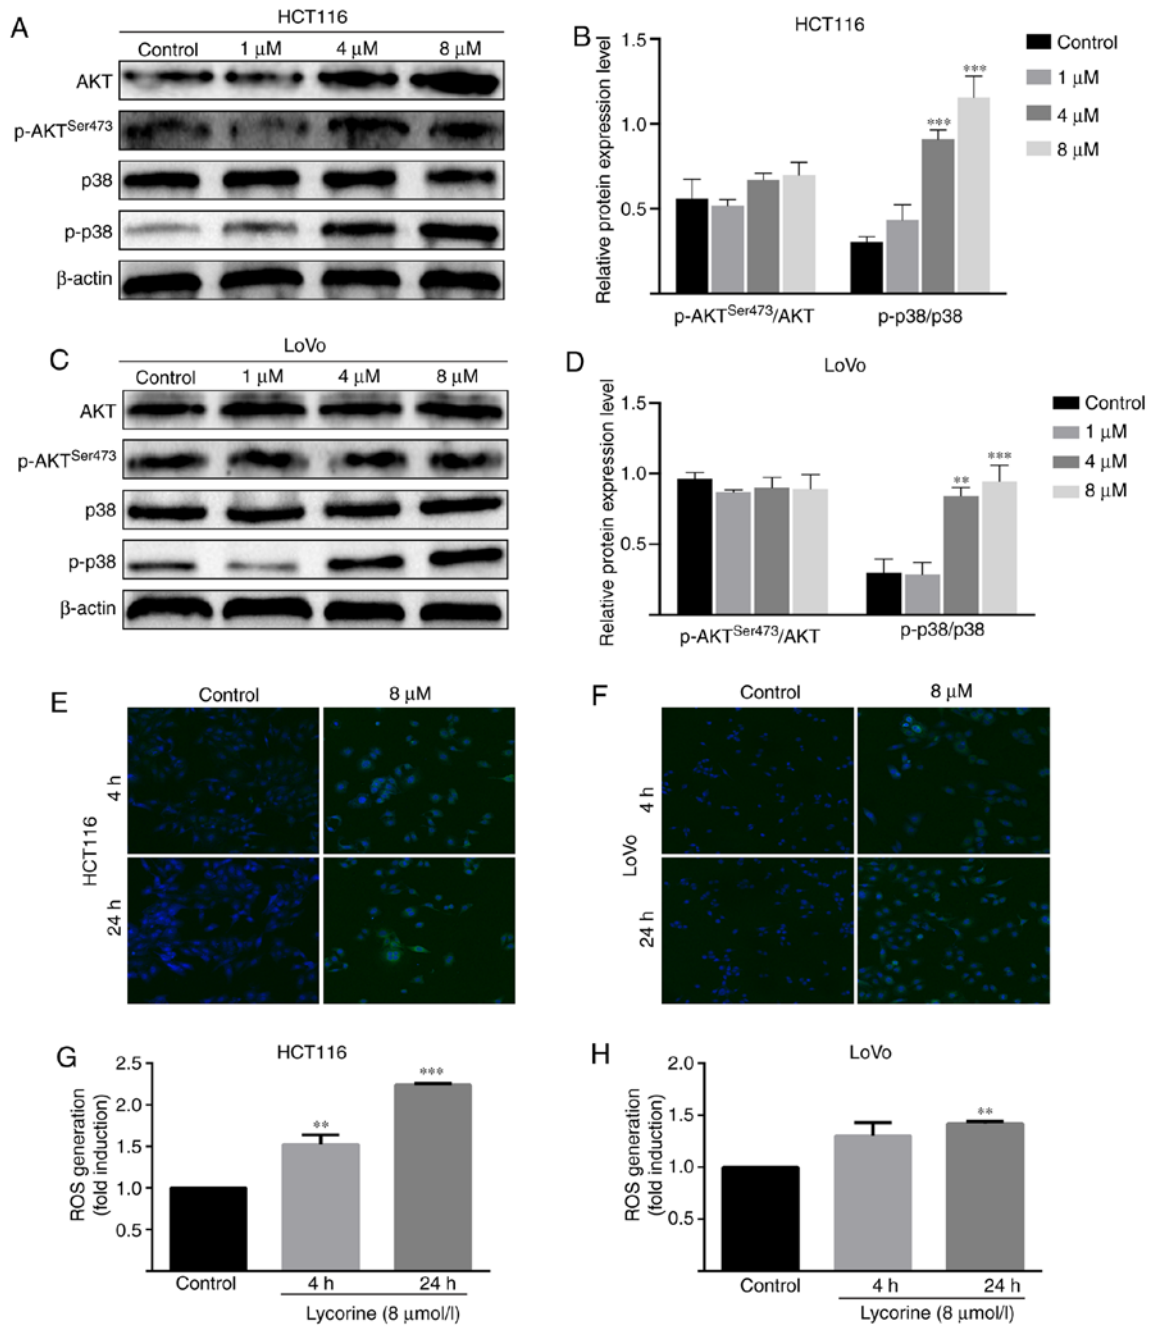 A
HCT116
Control 1 μM 4 μM 8 μM
AKT
p-AKTSer473
p38
p-p38
β-actin
B
HCT116
Relative protein expression level
1.5
1.0
0.5
*** ***
p-AKTSer473/AKT p-p38/p38
Control
1 μM
4 μM
8 μM
C
LoVo
Control 1 μM 4 μM 8 μM
AKT
p-AKTSer473
p38
p-p38
β-actin
D
LoVo
Relative protein expression level
1.5
1.0
0.5
** ***
p-AKTSer473/AKT p-p38/p38
Control
1 μM
4 μM
8 μM
E
Control 8 μM
HCT116
4 h
24 h
F
Control 8 μM
LoVo
4 h
24 h
G
HCT116
ROS generation
(fold induction)
2.5
2.0
1.5
1.0
0.5
** ***
Control 4 h 24 h
Lycorine (8 μmol/l)
H
LoVo
ROS generation
(fold induction)
2.0
1.5
1.0
0.5
**
Control 4 h 24 h
Lycorine (8 μmol/l)